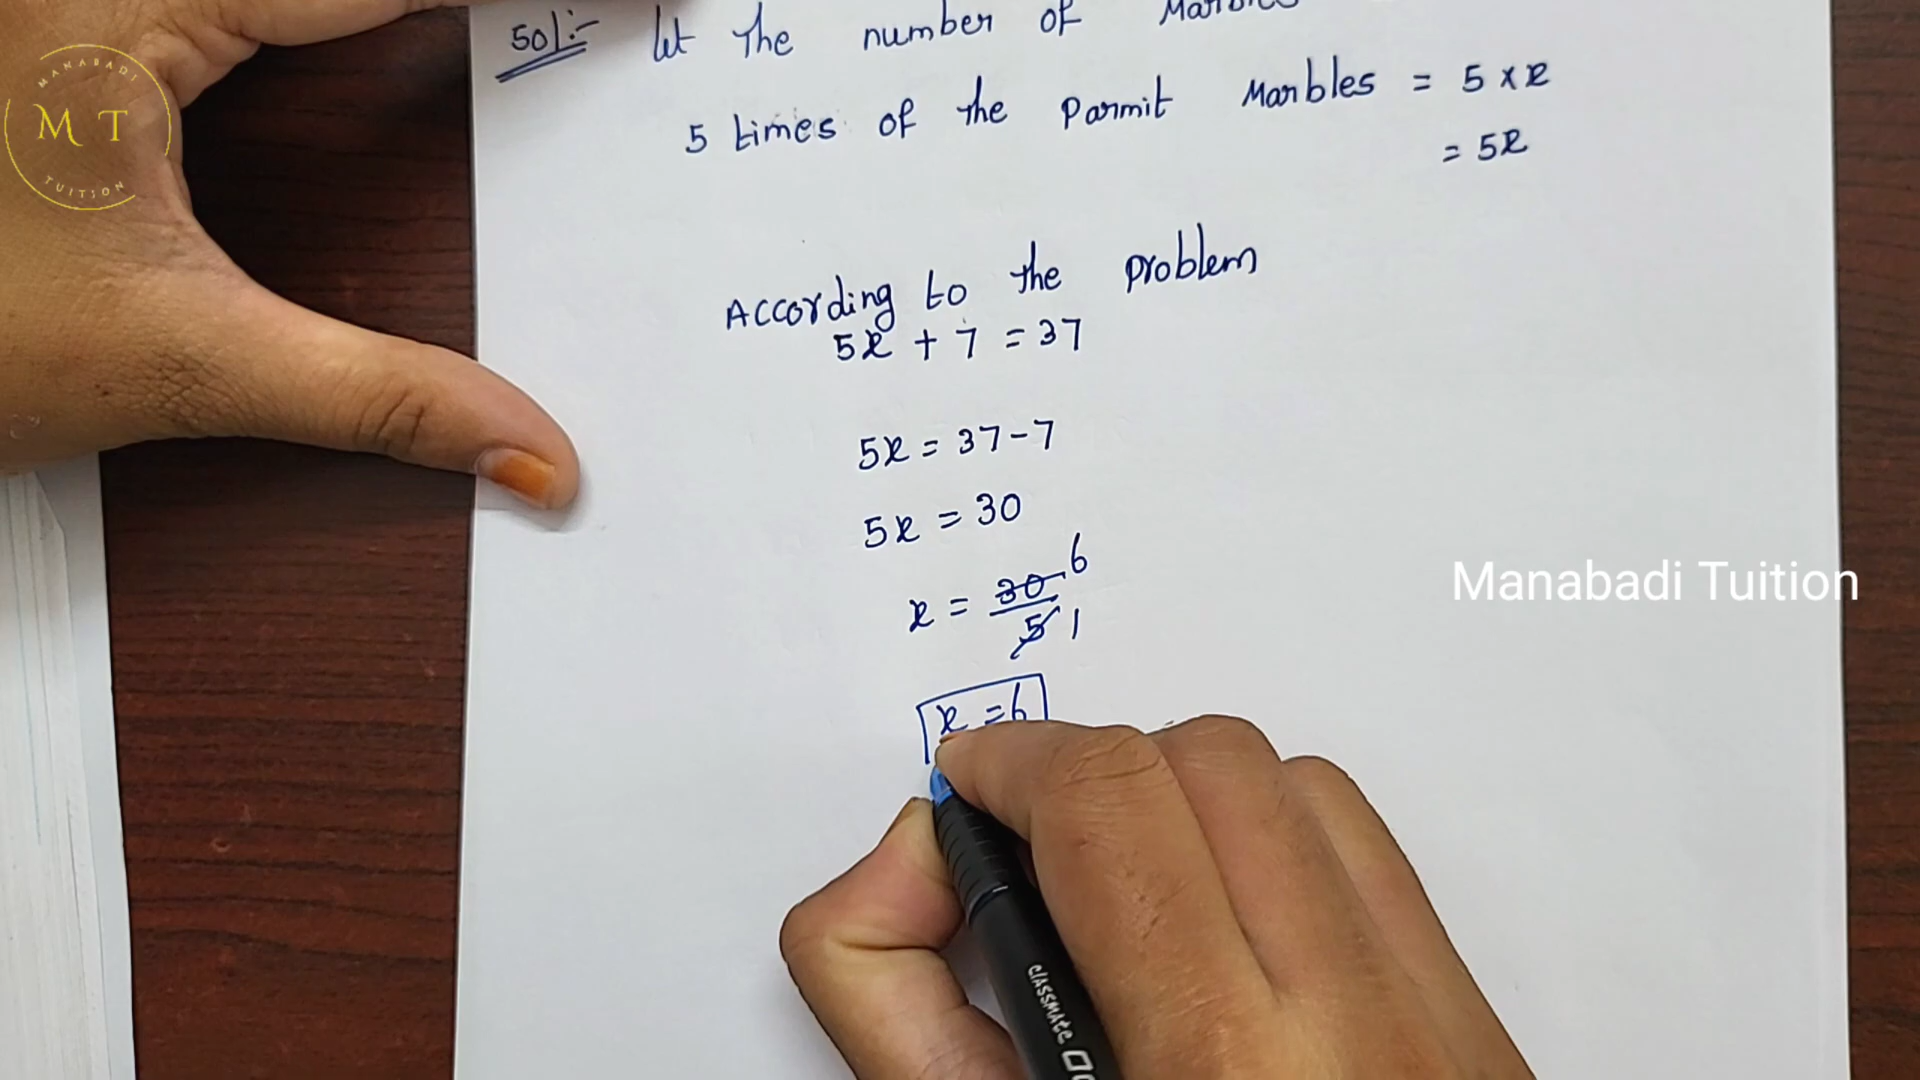 MANABADI
M T
TUITION
Sol:- let the number of Marbles
5 times of the Parmit Marbles = 5 × x
= 5x
According to the problem
5x + 7 = 37
5x = 37 - 7
5x = 30
x = 30/5 6 1
x = 6
Manabadi Tuition
classmate